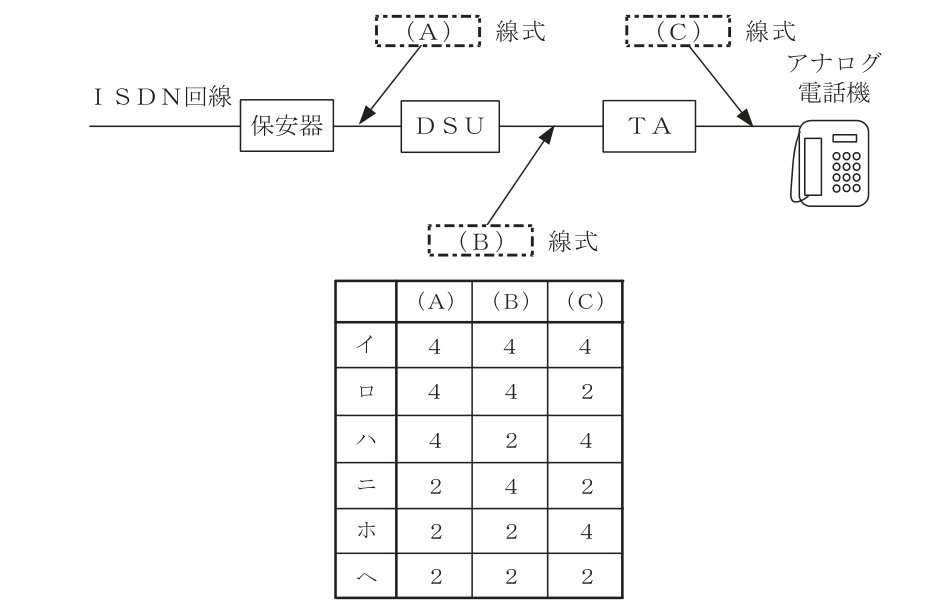 （A） 線式
（C） 線式
アナログ
電話機
ＩＳＤＮ回線
保安器
ＤＳＵ
ＴＡ
（B） 線式
（A） （B） （C）
イ 4 4 4
ロ 4 4 2
ハ 4 2 4
ニ 2 4 2
ホ 2 2 4
ヘ 2 2 2